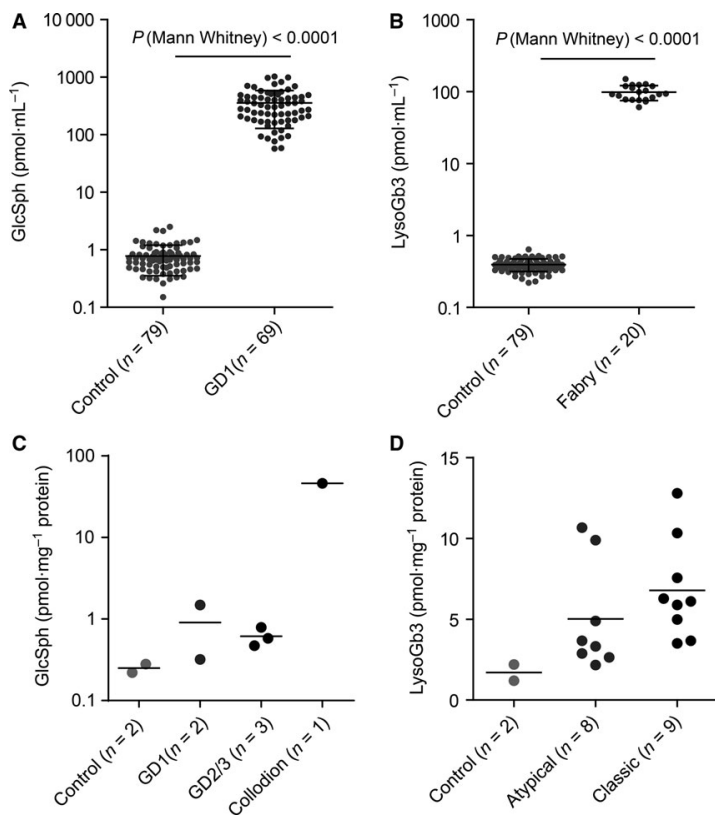 A
P (Mann Whitney) < 0.0001
GlcSph (pmol·mL−1)
10 000
1000
100
10
1
0.1
Control (n = 79)
GD1(n = 69)
B
P (Mann Whitney) < 0.0001
LysoGb3 (pmol·mL−1)
1000
100
10
1
0.1
Control (n = 79)
Fabry (n = 20)
C
GlcSph (pmol·mg−1 protein)
100
10
1
0.1
Control (n = 2)
GD1(n = 2)
GD2/3 (n = 3)
Collodion (n = 1)
D
LysoGb3 (pmol·mg−1 protein)
15
10
5
0
Control (n = 2)
Atypical (n = 8)
Classic (n = 9)